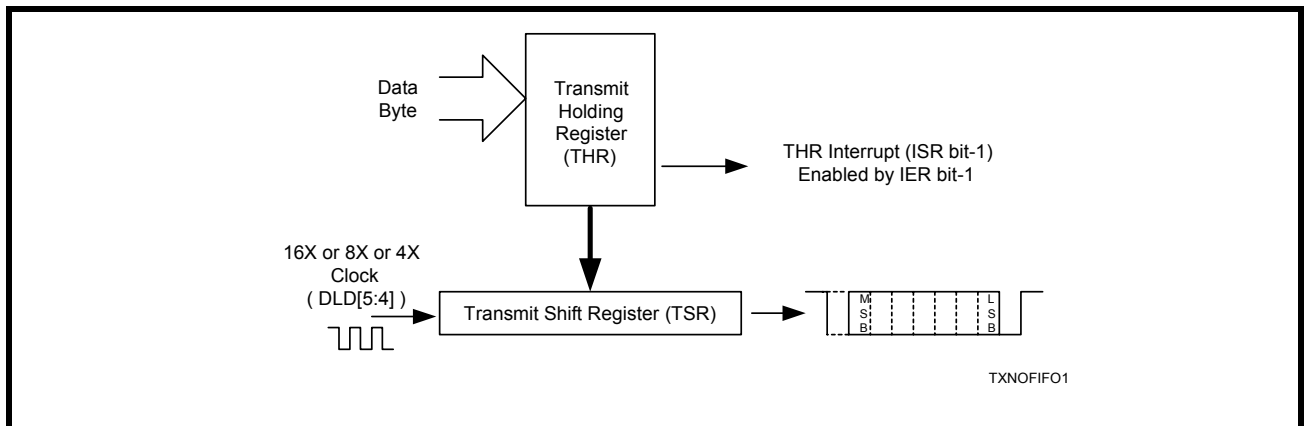 Data
Byte
Transmit
Holding
Register
(THR)
THR Interrupt (ISR bit-1)
Enabled by IER bit-1
16X or 8X or 4X
Clock
( DLD[5:4] )
Transmit Shift Register (TSR)
M
S
B
L
S
B
TXNOFIFO1